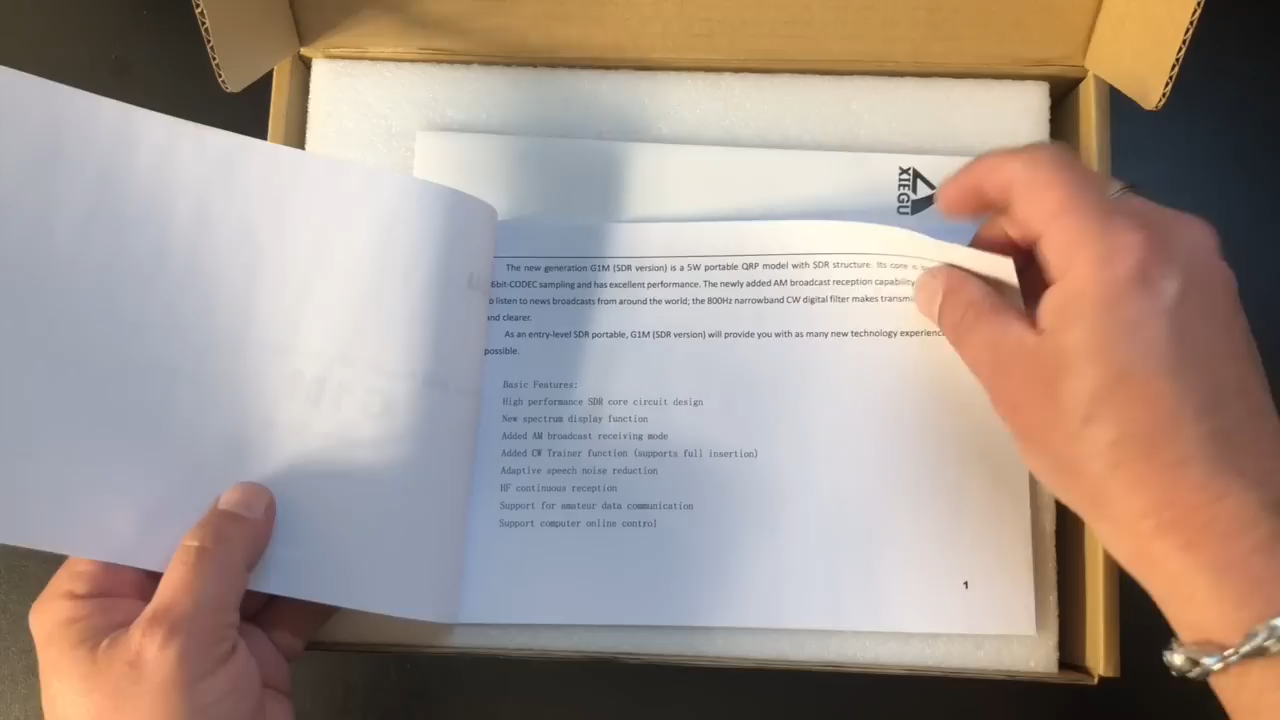 XIEGU
The new generation G1M (SDR version) is a 5W portable QRP model with SDR structure. Its core is
6bit-CODEC sampling and has excellent performance. The newly added AM broadcast reception capability
o listen to news broadcasts from around the world; the 800Hz narrowband CW digital filter makes transmi
and clearer.
As an entry-level SDR portable, G1M (SDR version) will provide you with as many new technology experienc
possible.
Basic Features:
High performance SDR core circuit design
New spectrum display function
Added AM broadcast receiving mode
Added CW Trainer function (supports full insertion)
Adaptive speech noise reduction
HF continuous reception
Support for amateur data communication
Support computer online control
1